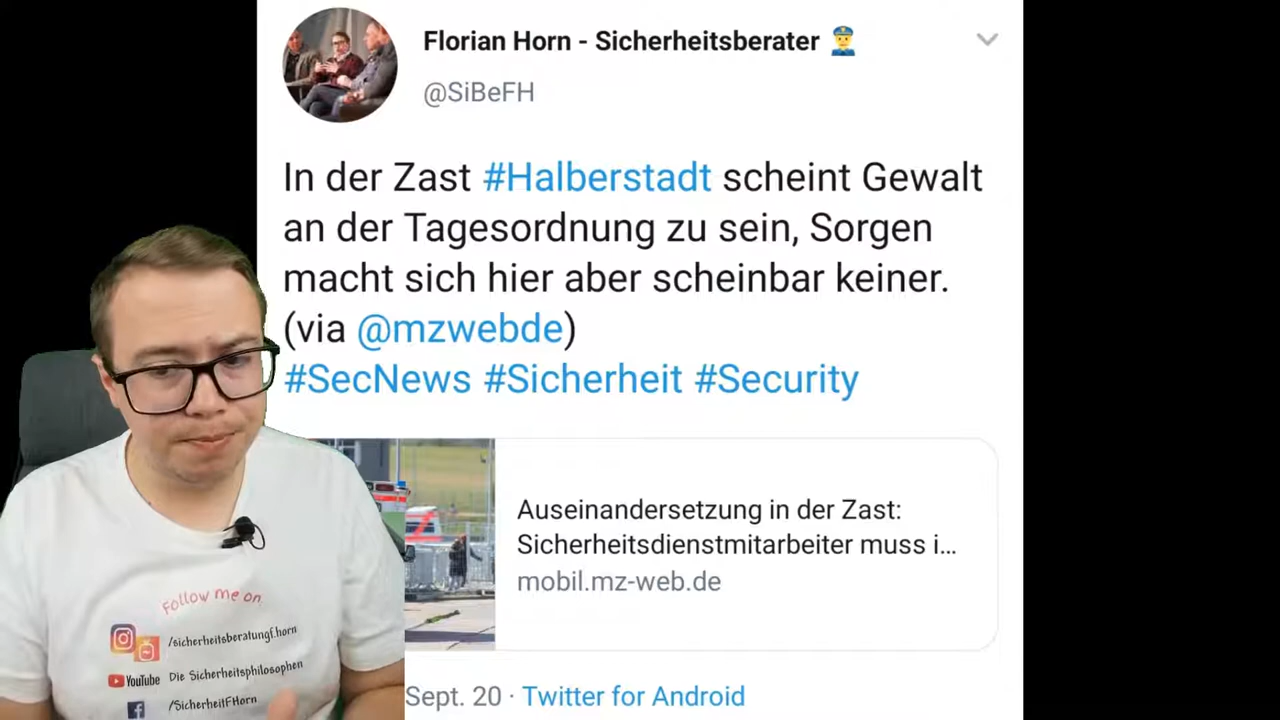 Florian Horn - Sicherheitsberater
@SiBeFH
In der Zast #Halberstadt scheint Gewalt
an der Tagesordnung zu sein, Sorgen
macht sich hier aber scheinbar keiner.
(via @mzwebde)
#SecNews #Sicherheit #Security
Auseinandersetzung in der Zast:
Sicherheitsdienstmitarbeiter muss i...
mobil.mz-web.de
Sept. 20 · Twitter for Android
Follow me on
/sicherheitsberatungf.horn
YouTube Die Sicherheitsphilosophen
/SicherheitFHorn